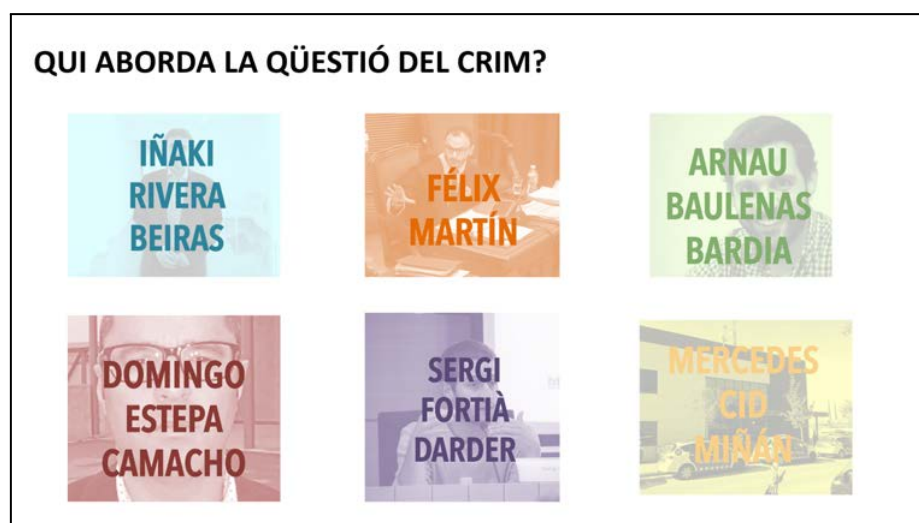 QUI ABORDA LA QÜESTIÓ DEL CRIM?
IÑAKI
RIVERA
BEIRAS
FÉLIX
MARTÍN
ARNAU
BAULENAS
BARDIA
DOMINGO
ESTEPA
CAMACHO
SERGI
FORTIÀ
DARDER
MERCEDES
CID
MIÑÁN